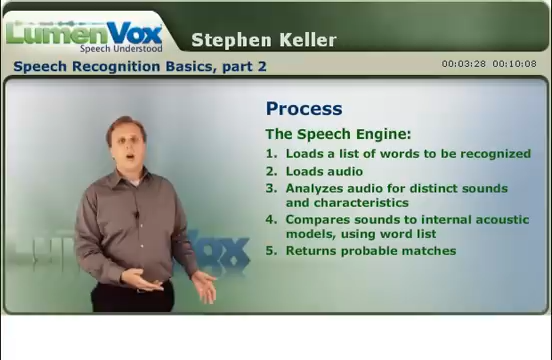 LumenVox
Speech Understood
Stephen Keller
Speech Recognition Basics, part 2
00:03:28 00:10:08
Process
The Speech Engine:
1. Loads a list of words to be recognized
2. Loads audio
3. Analyzes audio for distinct sounds
and characteristics
4. Compares sounds to internal acoustic
models, using word list
5. Returns probable matches